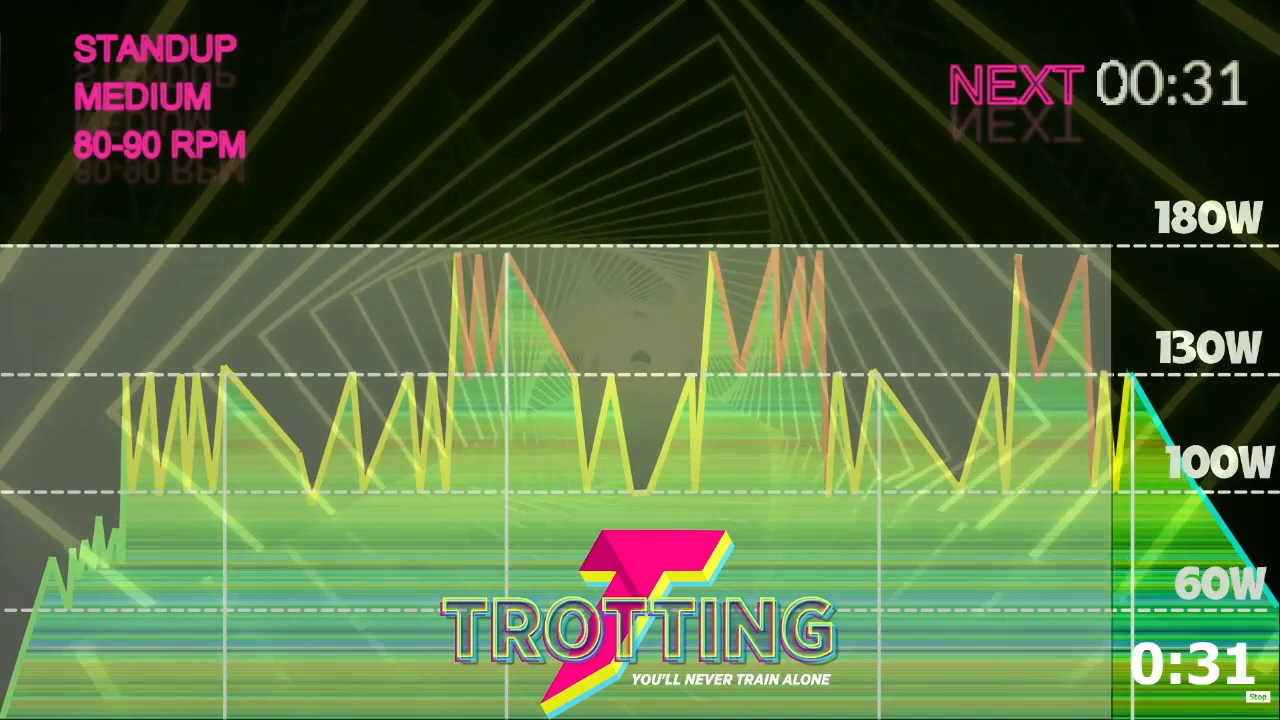 STANDUP
MEDIUM
80-90 RPM
NEXT 00:31
180W
130W
100W
60W
TROTTING
YOU'LL NEVER TRAIN ALONE
0:31
Stop